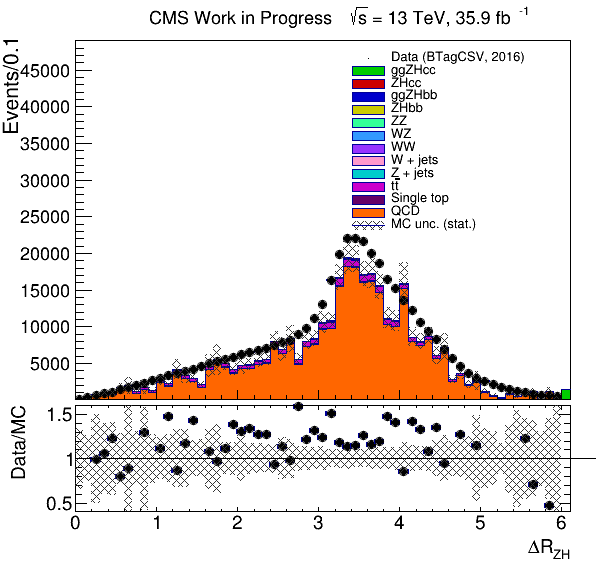 CMS Work in Progress √s = 13 TeV, 35.9 fb⁻¹
Events/0.1
45000
40000
35000
30000
25000
20000
15000
10000
5000
Data (BTagCSV, 2016)
ggZHcc
ZHcc
ggZHbb
ZHbb
ZZ
WZ
WW
W + jets
Z + jets
tt̅
Single top
QCD
MC unc. (stat.)
Data/MC
1.5
1
0.5
0 1 2 3 4 5 6
ΔR_ZH